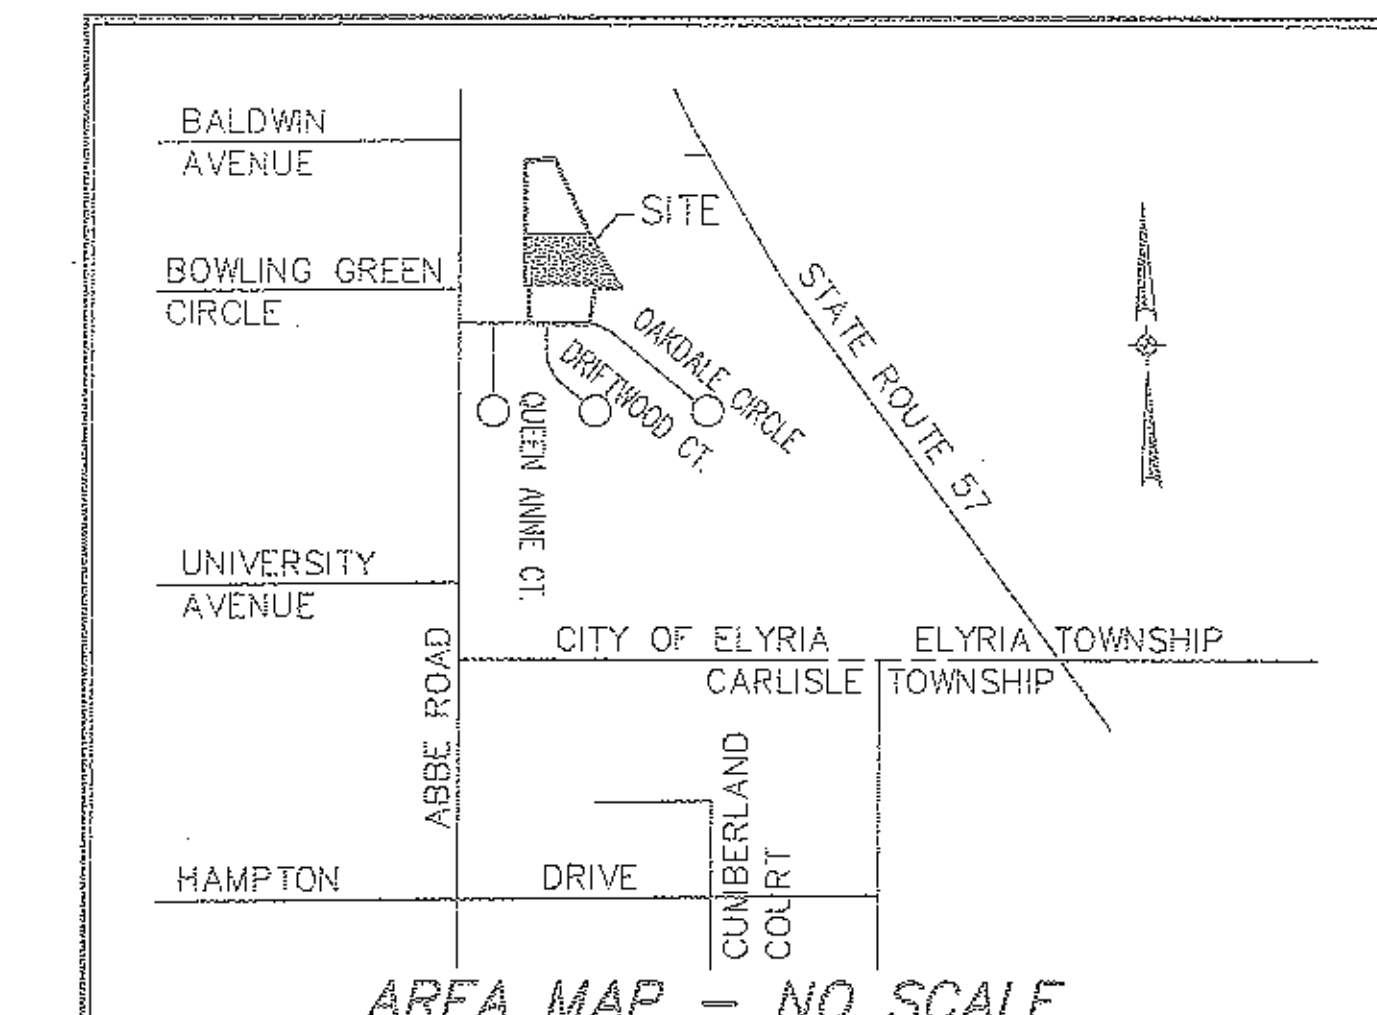 BALDWIN
AVENUE
SITE
BOWLING GREEN
CIRCLE
STATE ROUTE 57
OAKDALE CIRCLE
DRIFTWOOD CT.
QUEEN ANNE CT.
UNIVERSITY
AVENUE
CITY OF ELYRIA
ELYRIA TOWNSHIP
CARLISLE TOWNSHIP
ABBE ROAD
CUMBERLAND
COURT
HAMPTON DRIVE
AREA MAP - NO SCALE